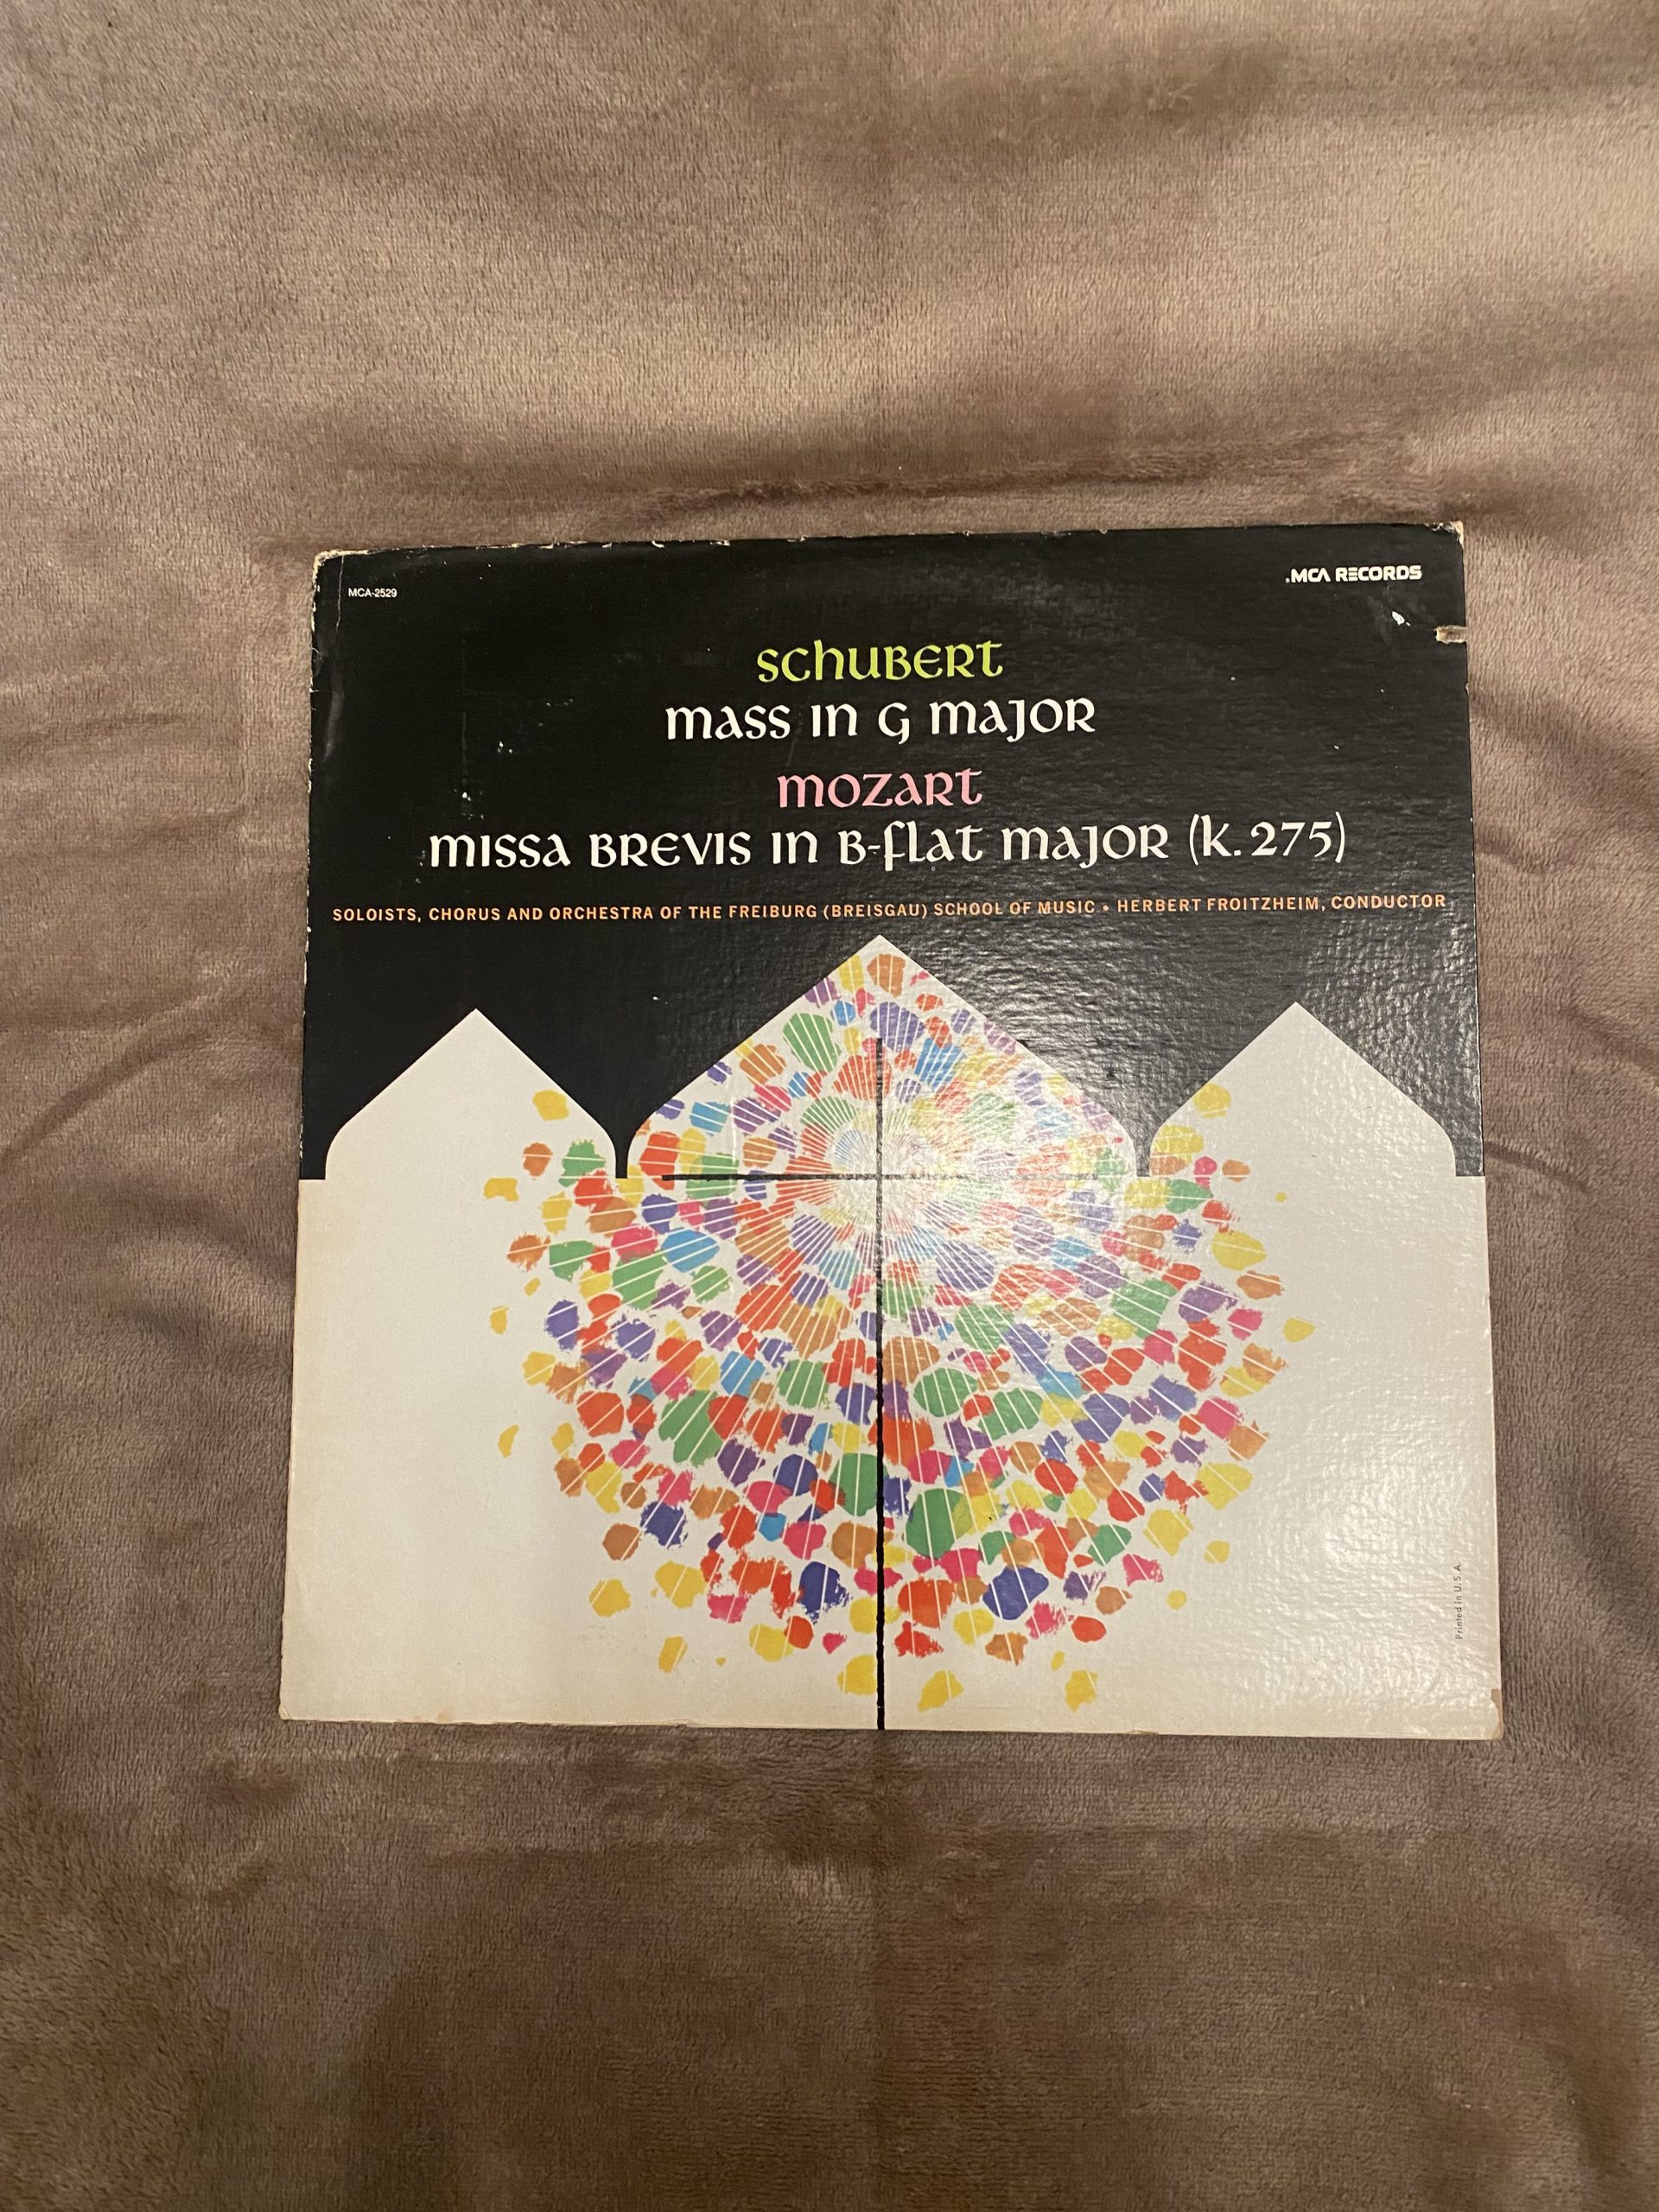 MCA-2529
MCA RECORDS
SCHUBERT
MASS IN G MAJOR
MOZART
MISSA BREVIS IN B-FLAT MAJOR (K. 275)
SOLOISTS, CHORUS AND ORCHESTRA OF THE FREIBURG (BREISGAU) SCHOOL OF MUSIC • HERBERT FROITZHEIM, CONDUCTOR
Printed in U.S.A.